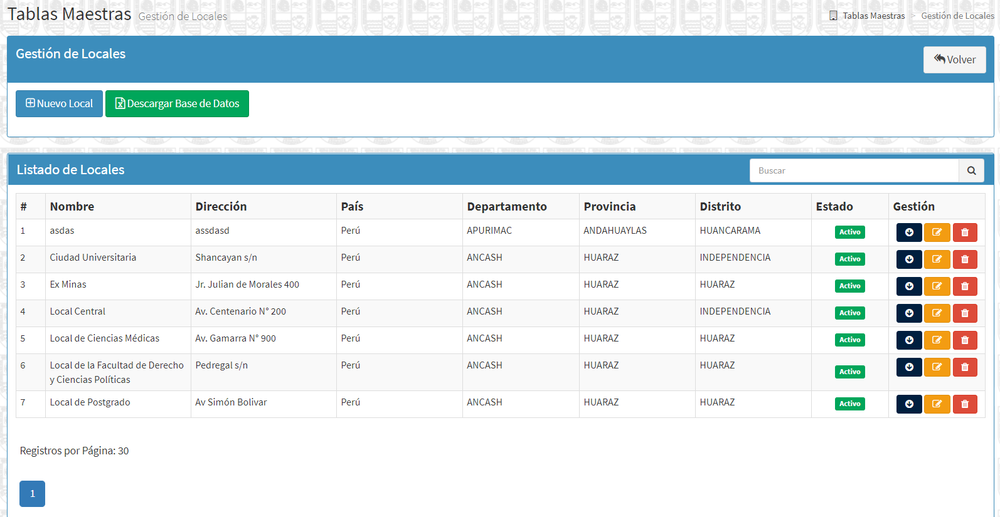 Tablas Maestras Gestión de Locales
Tablas Maestras > Gestión de Locales
Gestión de Locales
Volver
Nuevo Local Descargar Base de Datos
Listado de Locales
Buscar
# Nombre Dirección País Departamento Provincia Distrito Estado Gestión
1 asdas assdasd Perú APURIMAC ANDAHUAYLAS HUANCARAMA Activo
2 Ciudad Universitaria Shancayan s/n Perú ANCASH HUARAZ INDEPENDENCIA Activo
3 Ex Minas Jr. Julian de Morales 400 Perú ANCASH HUARAZ HUARAZ Activo
4 Local Central Av. Centenario N° 200 Perú ANCASH HUARAZ INDEPENDENCIA Activo
5 Local de Ciencias Médicas Av. Gamarra N° 900 Perú ANCASH HUARAZ HUARAZ Activo
6 Local de la Facultad de Derecho y Ciencias Políticas Pedregal s/n Perú ANCASH HUARAZ HUARAZ Activo
7 Local de Postgrado Av Simón Bolivar Perú ANCASH HUARAZ HUARAZ Activo
Registros por Página: 30
1